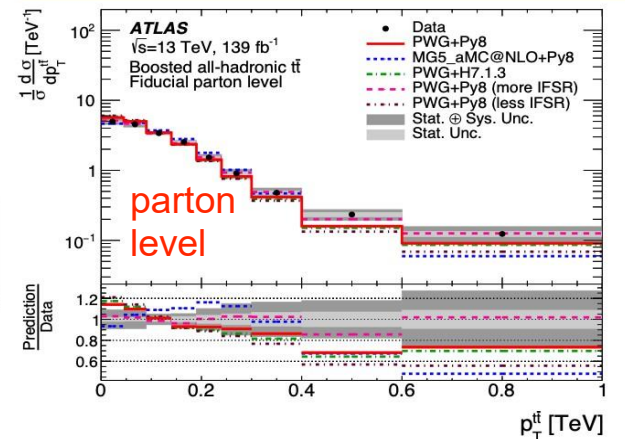 ATLAS
√s=13 TeV, 139 fb⁻¹
Boosted all-hadronic tt̄
Fiducial parton level
Data
PWG+Py8
MG5_aMC@NLO+Py8
PWG+H7.1.3
PWG+Py8 (more IFSR)
PWG+Py8 (less IFSR)
Stat. ⊕ Sys. Unc.
Stat. Unc.
1/σ dσ/dp_T^{tt̄} [TeV⁻¹]
10²
10
1
10⁻¹
parton
level
Prediction/Data
1.2
1
0.8
0.6
0 0.2 0.4 0.6 0.8 1
p_T^{tt̄} [TeV]